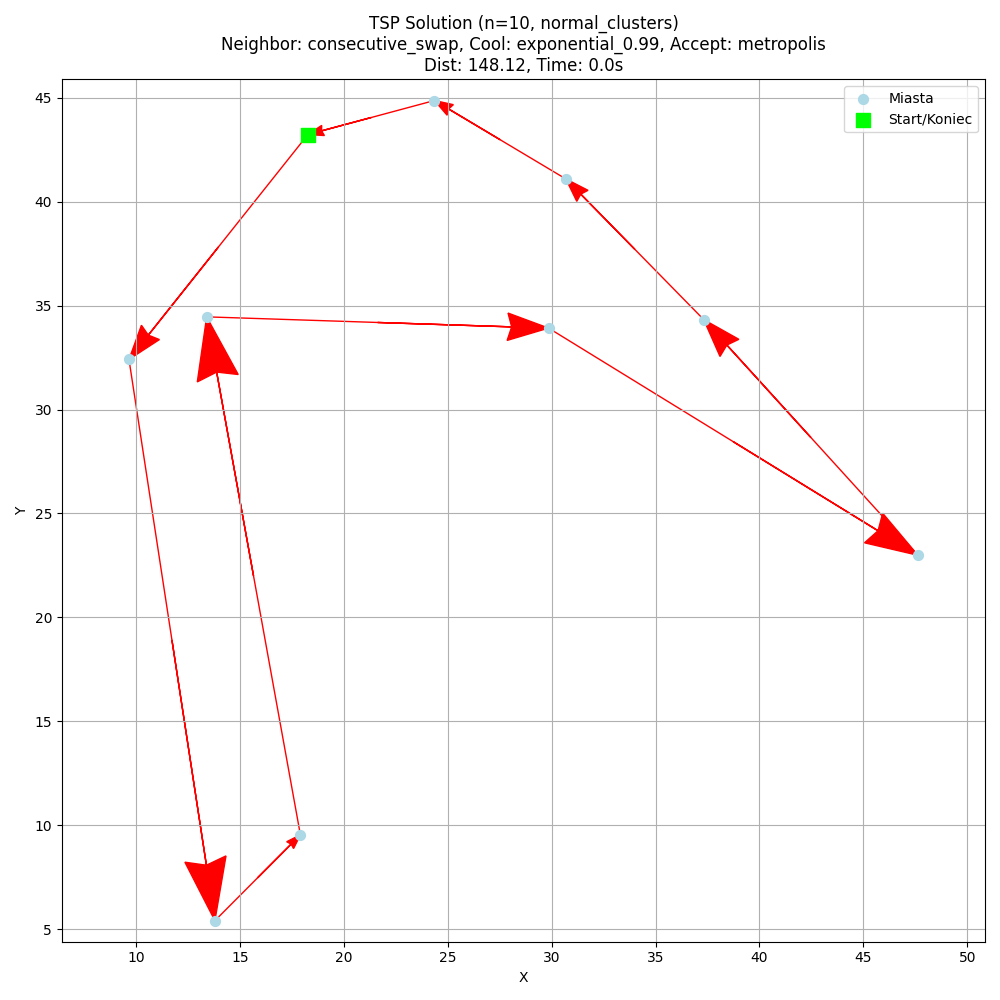 TSP Solution (n=10, normal_clusters)
Neighbor: consecutive_swap, Cool: exponential_0.99, Accept: metropolis
Dist: 148.12, Time: 0.0s
Miasta
Start/Koniec
45
40
35
30
25
20
15
10
5
Y
10 15 20 25 30 35 40 45 50
X